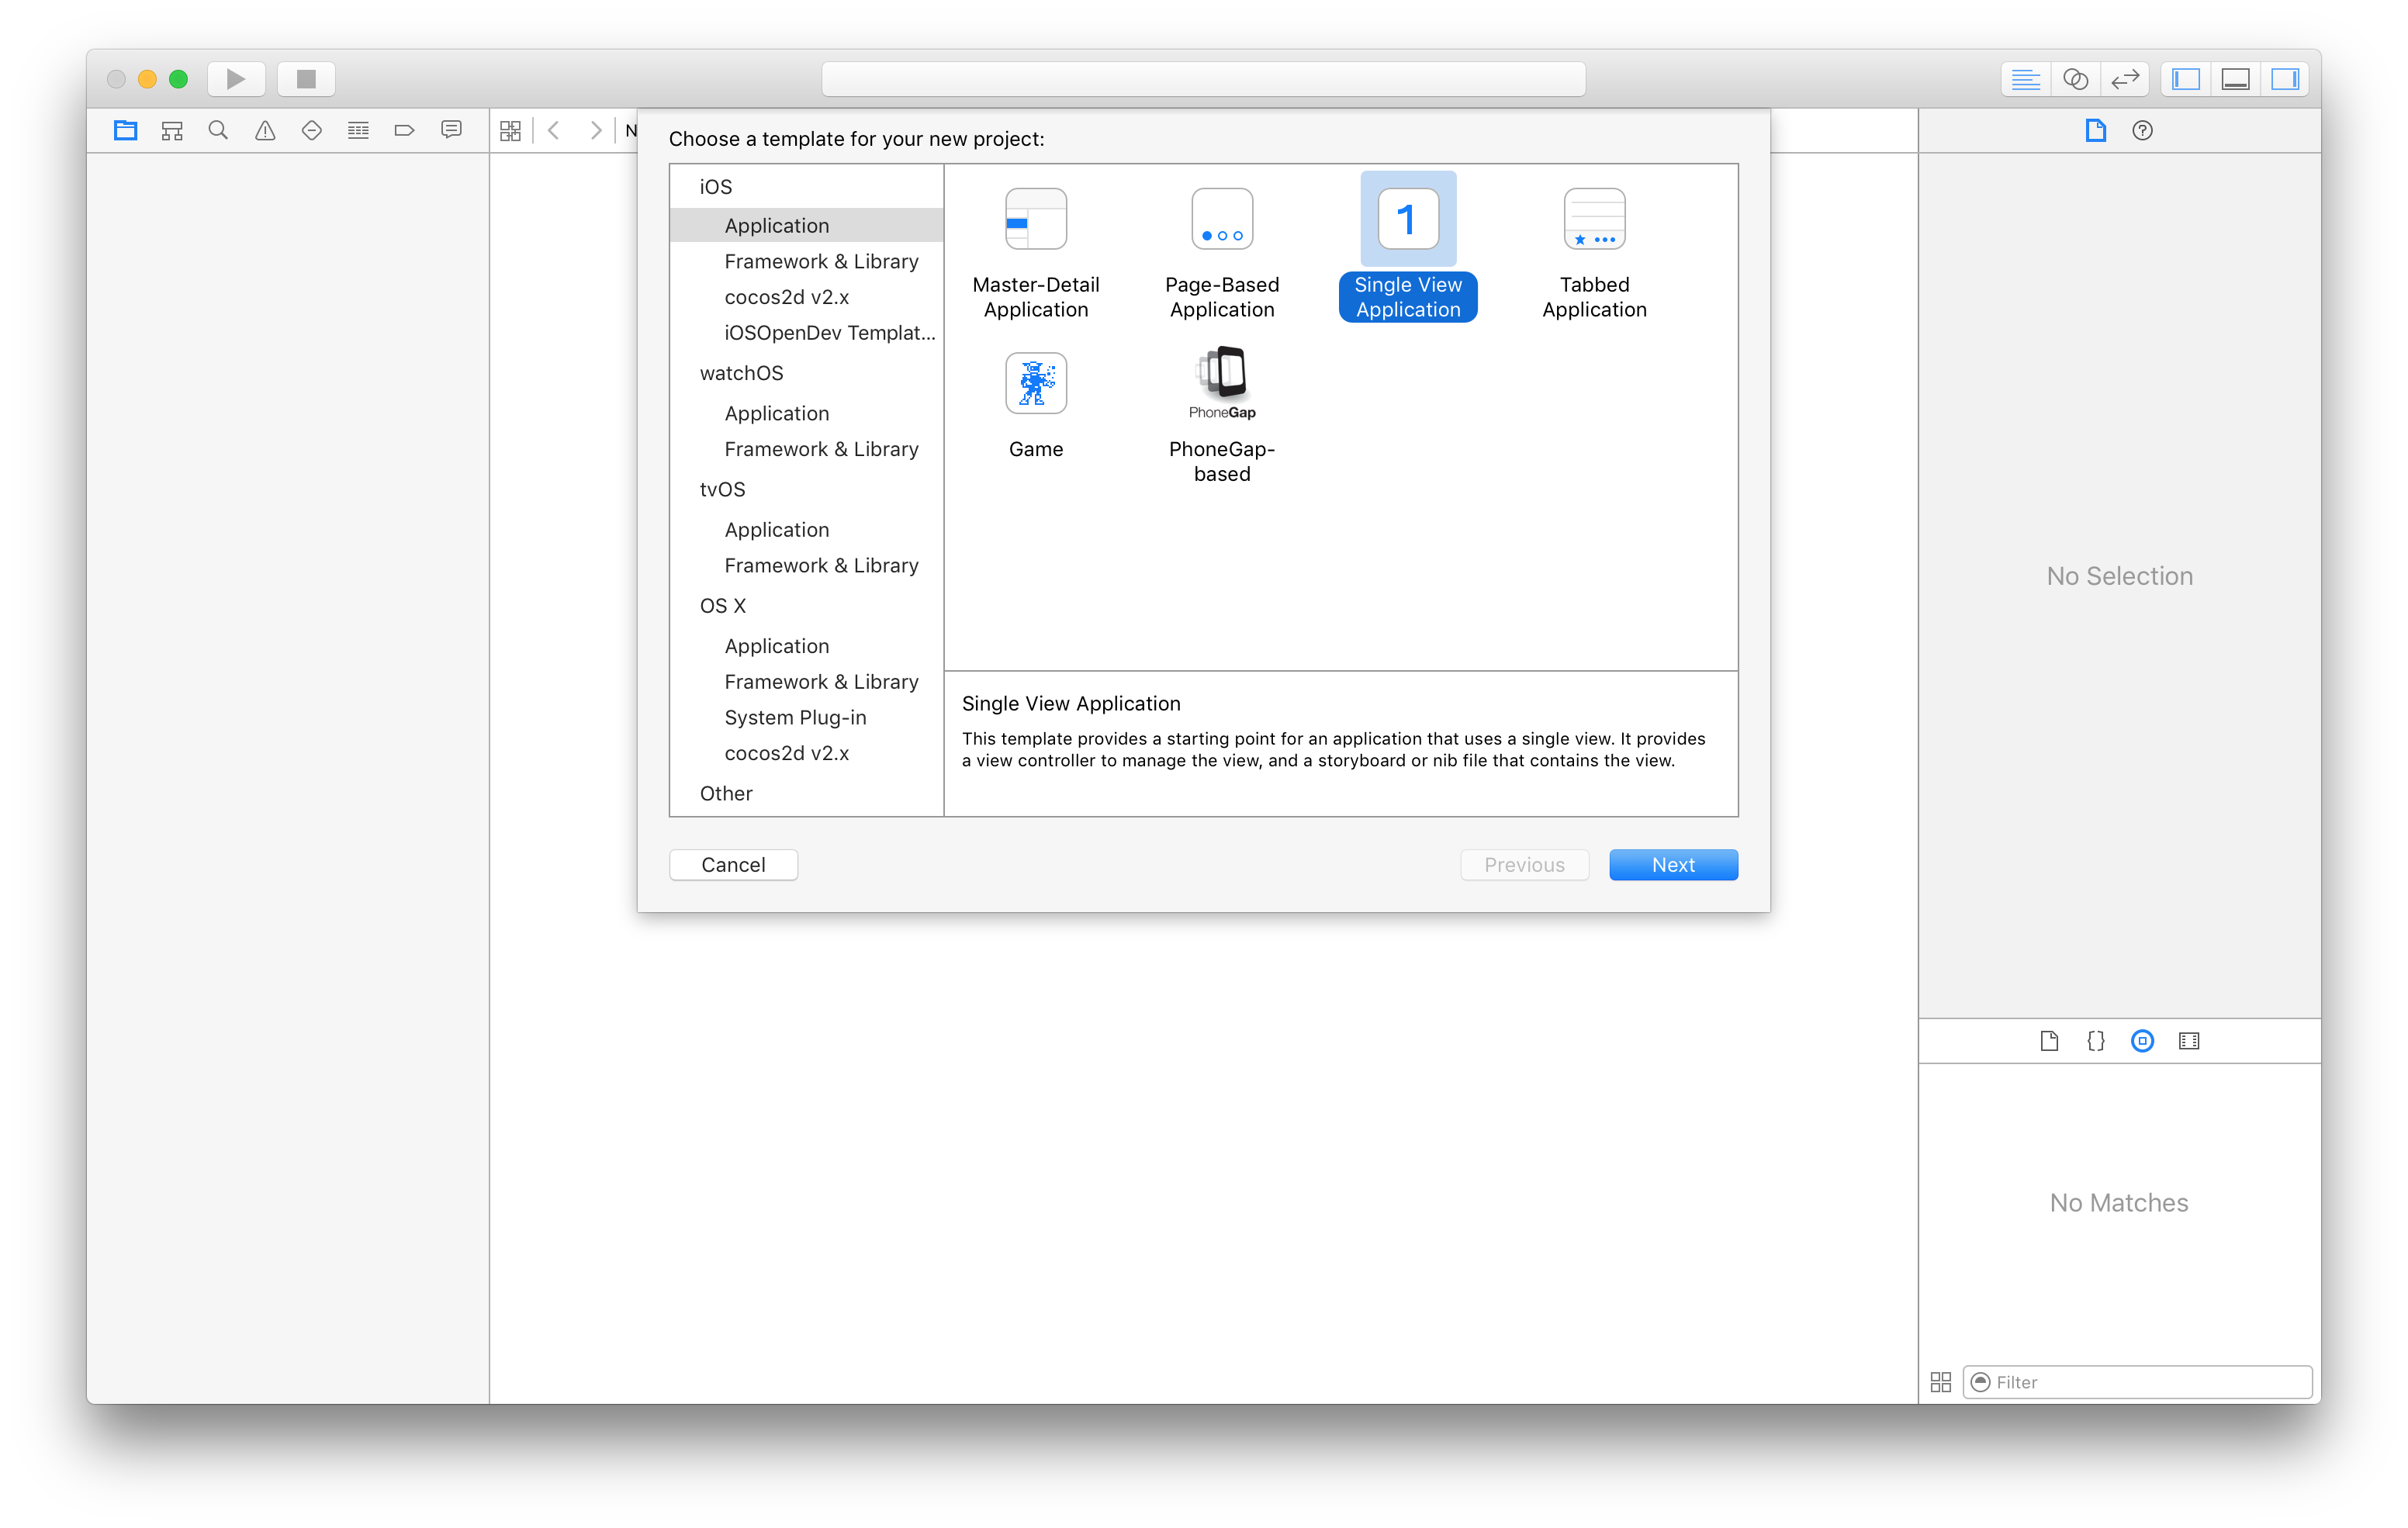 N
Choose a template for your new project:
iOS
Application
Framework & Library
cocos2d v2.x
iOSOpenDev Templat...
watchOS
Application
Framework & Library
tvOS
Application
Framework & Library
OS X
Application
Framework & Library
System Plug-in
cocos2d v2.x
Other
Master-Detail
Application
Page-Based
Application
1
Single View
Application
Tabbed
Application
Game
PhoneGap
PhoneGap-
based
Single View Application
This template provides a starting point for an application that uses a single view. It provides
a view controller to manage the view, and a storyboard or nib file that contains the view.
Cancel
Previous
Next
No Selection
No Matches
Filter